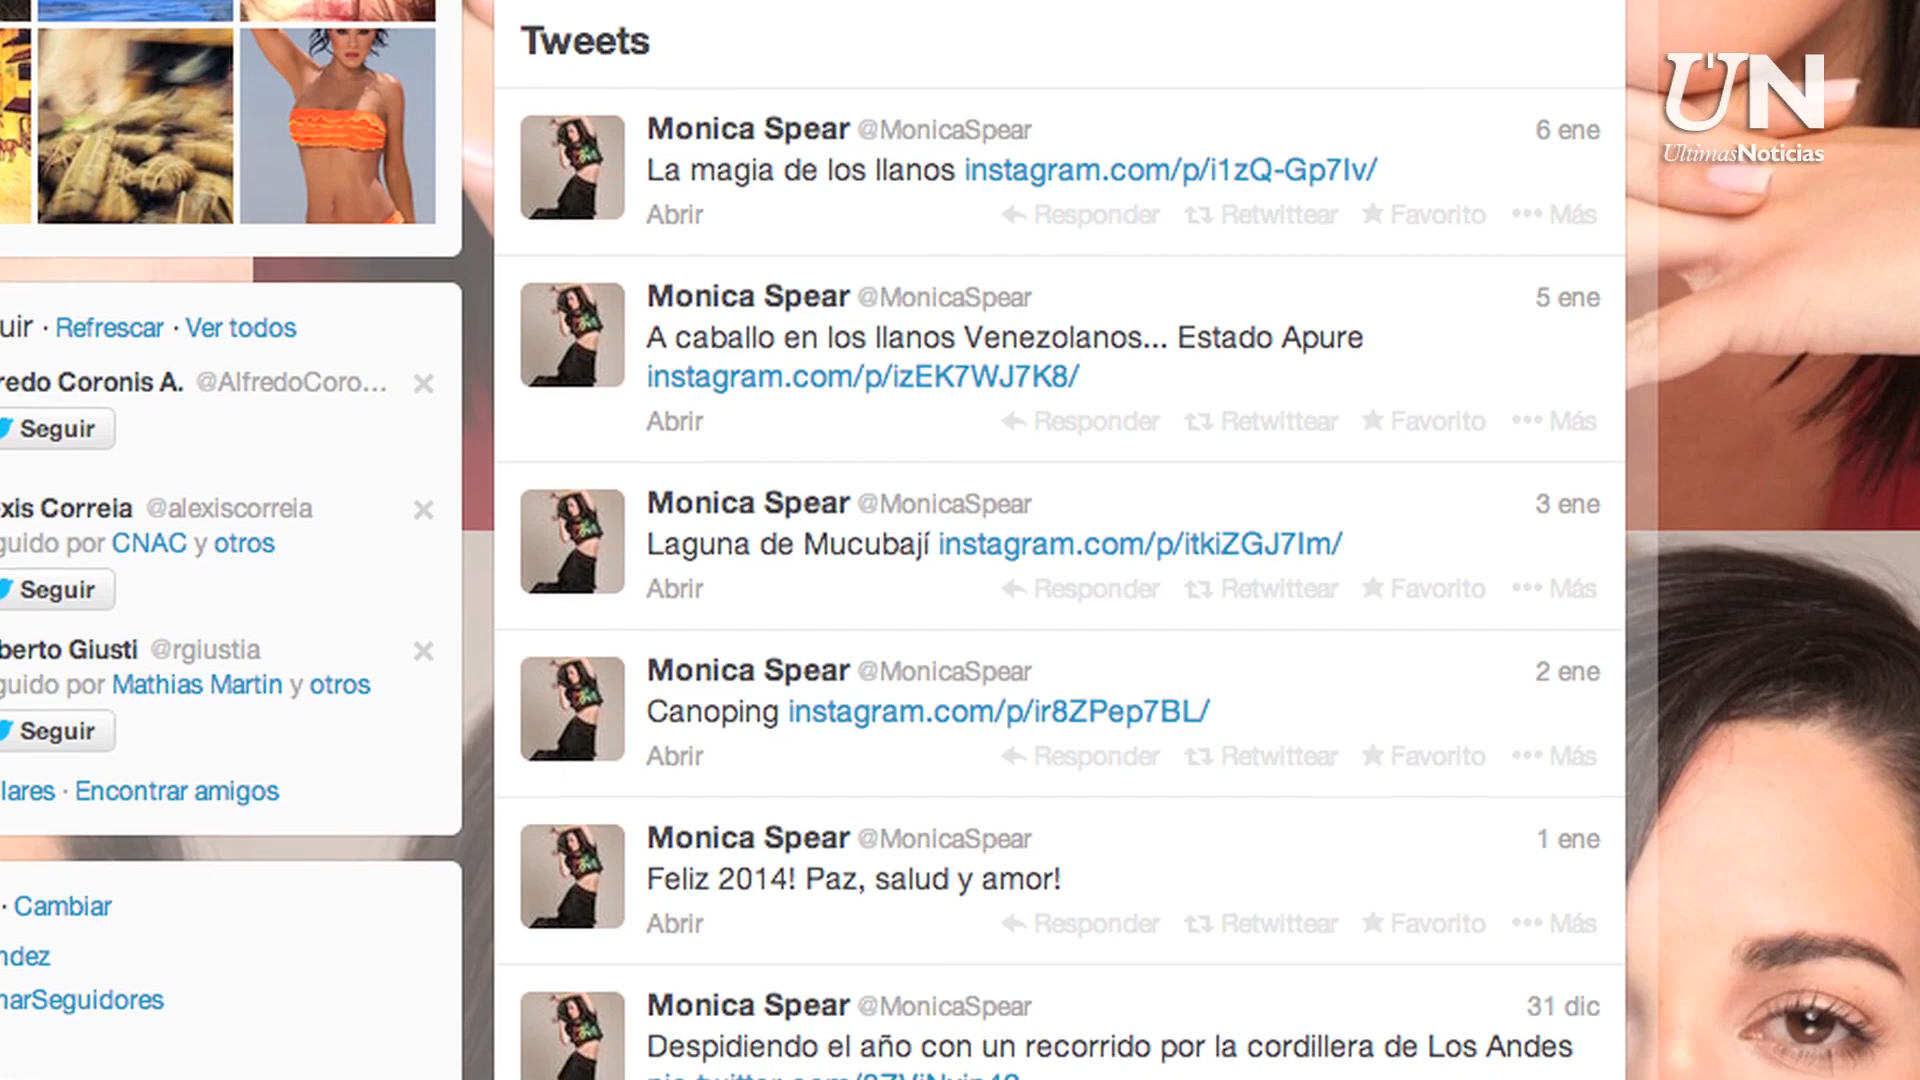 Tweets
Monica Spear @MonicaSpear 6 ene
La magia de los llanos instagram.com/p/i1zQ-Gp7Iv/
Abrir Responder Retwittear Favorito Más
Monica Spear @MonicaSpear 5 ene
A caballo en los llanos Venezolanos... Estado Apure
instagram.com/p/izEK7WJ7K8/
Abrir Responder Retwittear Favorito Más
Monica Spear @MonicaSpear 3 ene
Laguna de Mucubají instagram.com/p/itkiZGJ7Im/
Abrir Responder Retwittear Favorito Más
Monica Spear @MonicaSpear 2 ene
Canoping instagram.com/p/ir8ZPep7BL/
Abrir Responder Retwittear Favorito Más
Monica Spear @MonicaSpear 1 ene
Feliz 2014! Paz, salud y amor!
Abrir Responder Retwittear Favorito Más
Monica Spear @MonicaSpear 31 dic
Despidiendo el año con un recorrido por la cordillera de Los Andes
uir · Refrescar · Ver todos
redo Coronis A. @AlfredoCoro...
Seguir
xis Correia @alexiscorreia
guido por CNAC y otros
Seguir
berto Giusti @rgiustia
guido por Mathias Martin y otros
Seguir
lares · Encontrar amigos
· Cambiar
ndez
narSeguidores
UN
ÚltimasNoticias